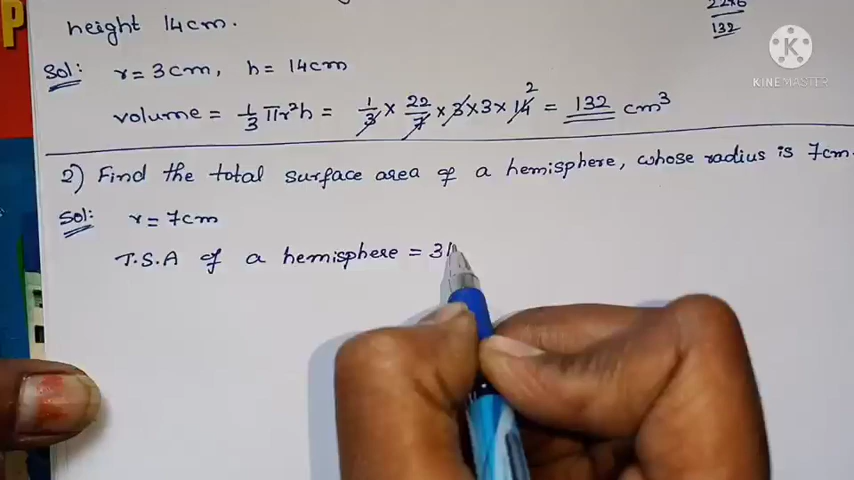 22×6
height 14cm.
132
Sol: r = 3cm, h = 14cm
volume = 1/3 πr²h = 1/3 × 22/7 × 3 × 3 × 14 2 = 132 cm³
2) Find the total surface area of a hemisphere, whose radius is 7cm.
Sol: r = 7cm
T.S.A of a hemisphere = 3
KINEMASTER
P